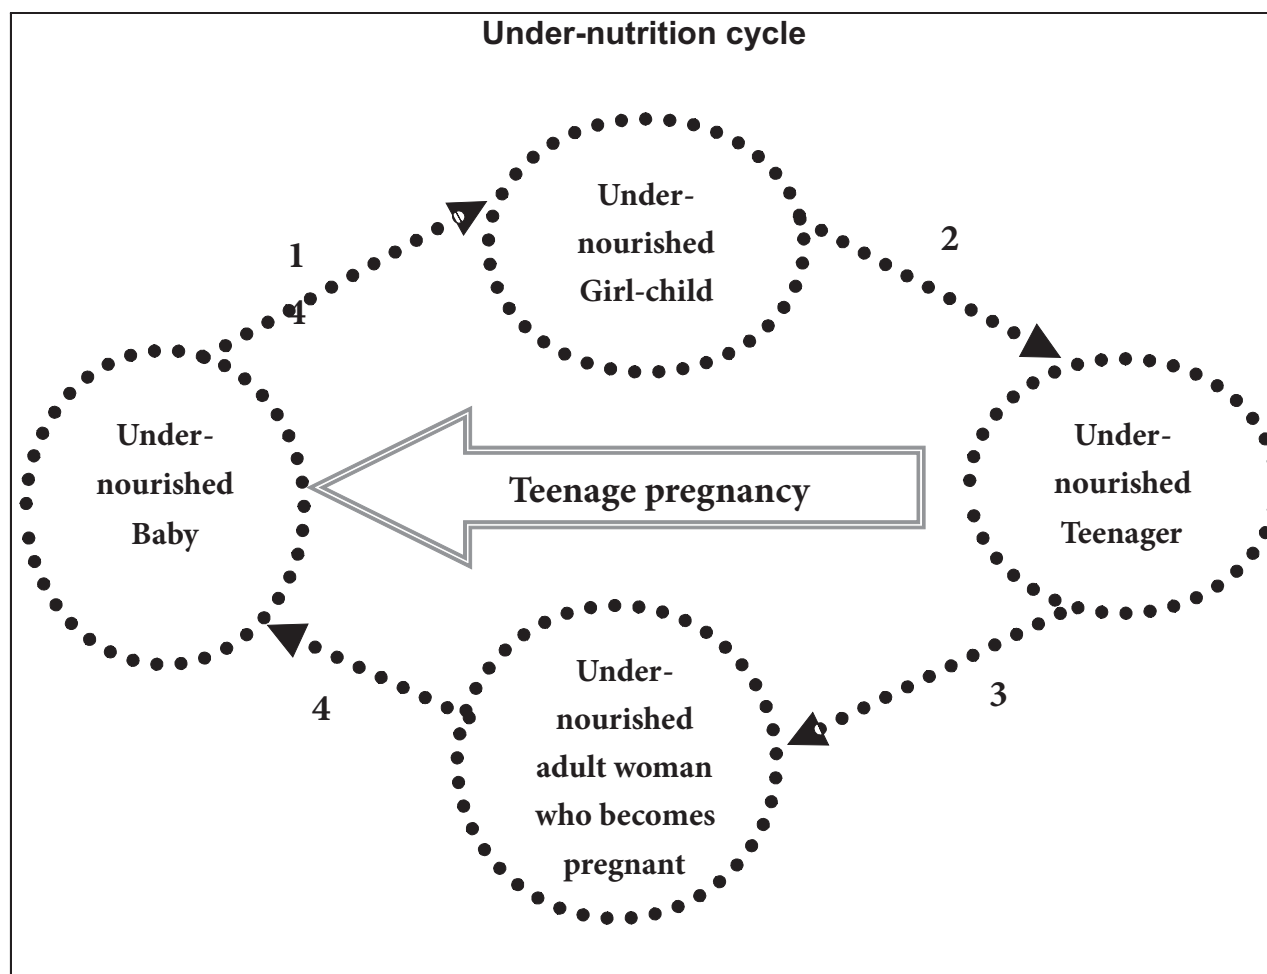 Under-nutrition cycle
Under-
nourished
Girl-child
1
4
2
Under-
nourished
Baby
Teenage pregnancy
Under-
nourished
Teenager
Under-
nourished
adult woman
who becomes
pregnant
4
3